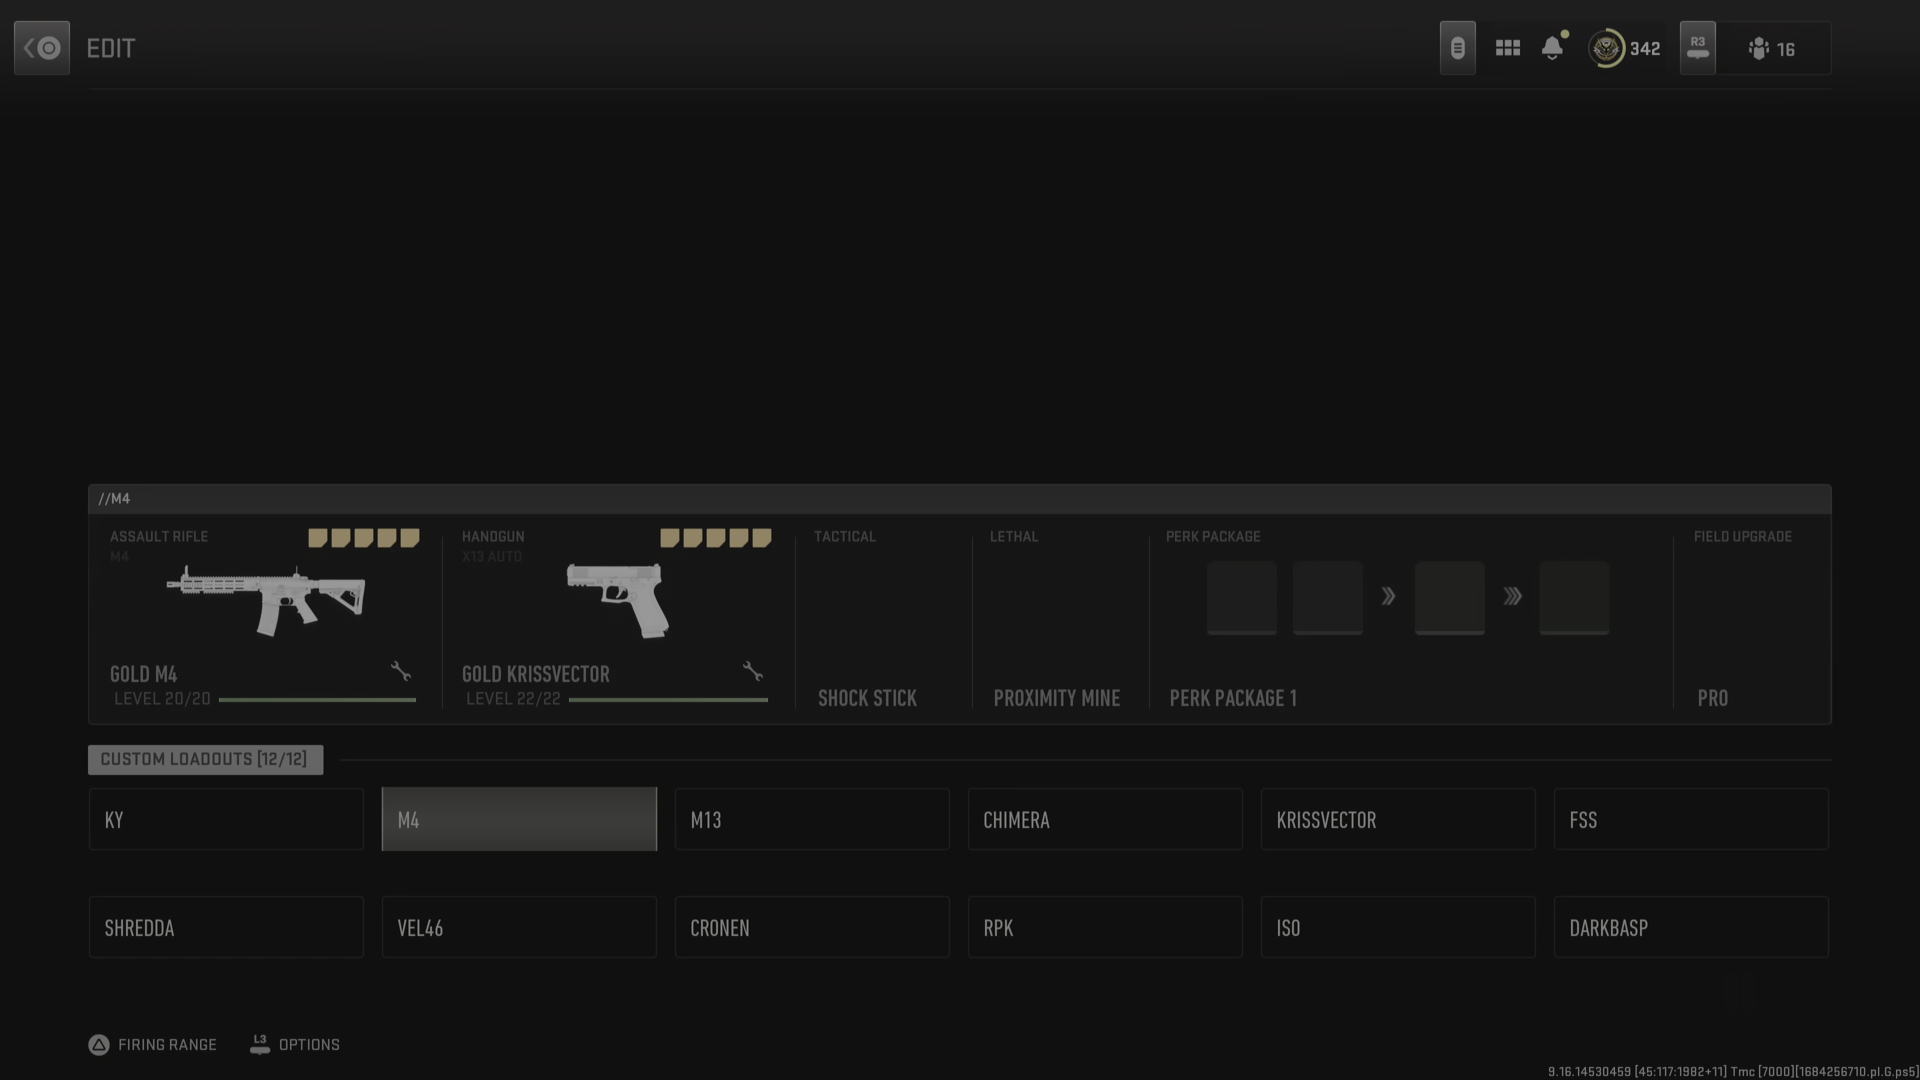 EDIT
342
R3
16
//M4
ASSAULT RIFLE
M4
GOLD M4
LEVEL 20/20
HANDGUN
X13 AUTO
GOLD KRISSVECTOR
LEVEL 22/22
TACTICAL
SHOCK STICK
LETHAL
PROXIMITY MINE
PERK PACKAGE
PERK PACKAGE 1
FIELD UPGRADE
PRO
CUSTOM LOADOUTS [12/12]
KY
M4
M13
CHIMERA
KRISSVECTOR
FSS
SHREDDA
VEL46
CRONEN
RPK
ISO
DARKBASP
FIRING RANGE
L3
OPTIONS
9.16.14530459 [45:117:1982+11] Tmc [7000][1684256710.pl.G.ps5]